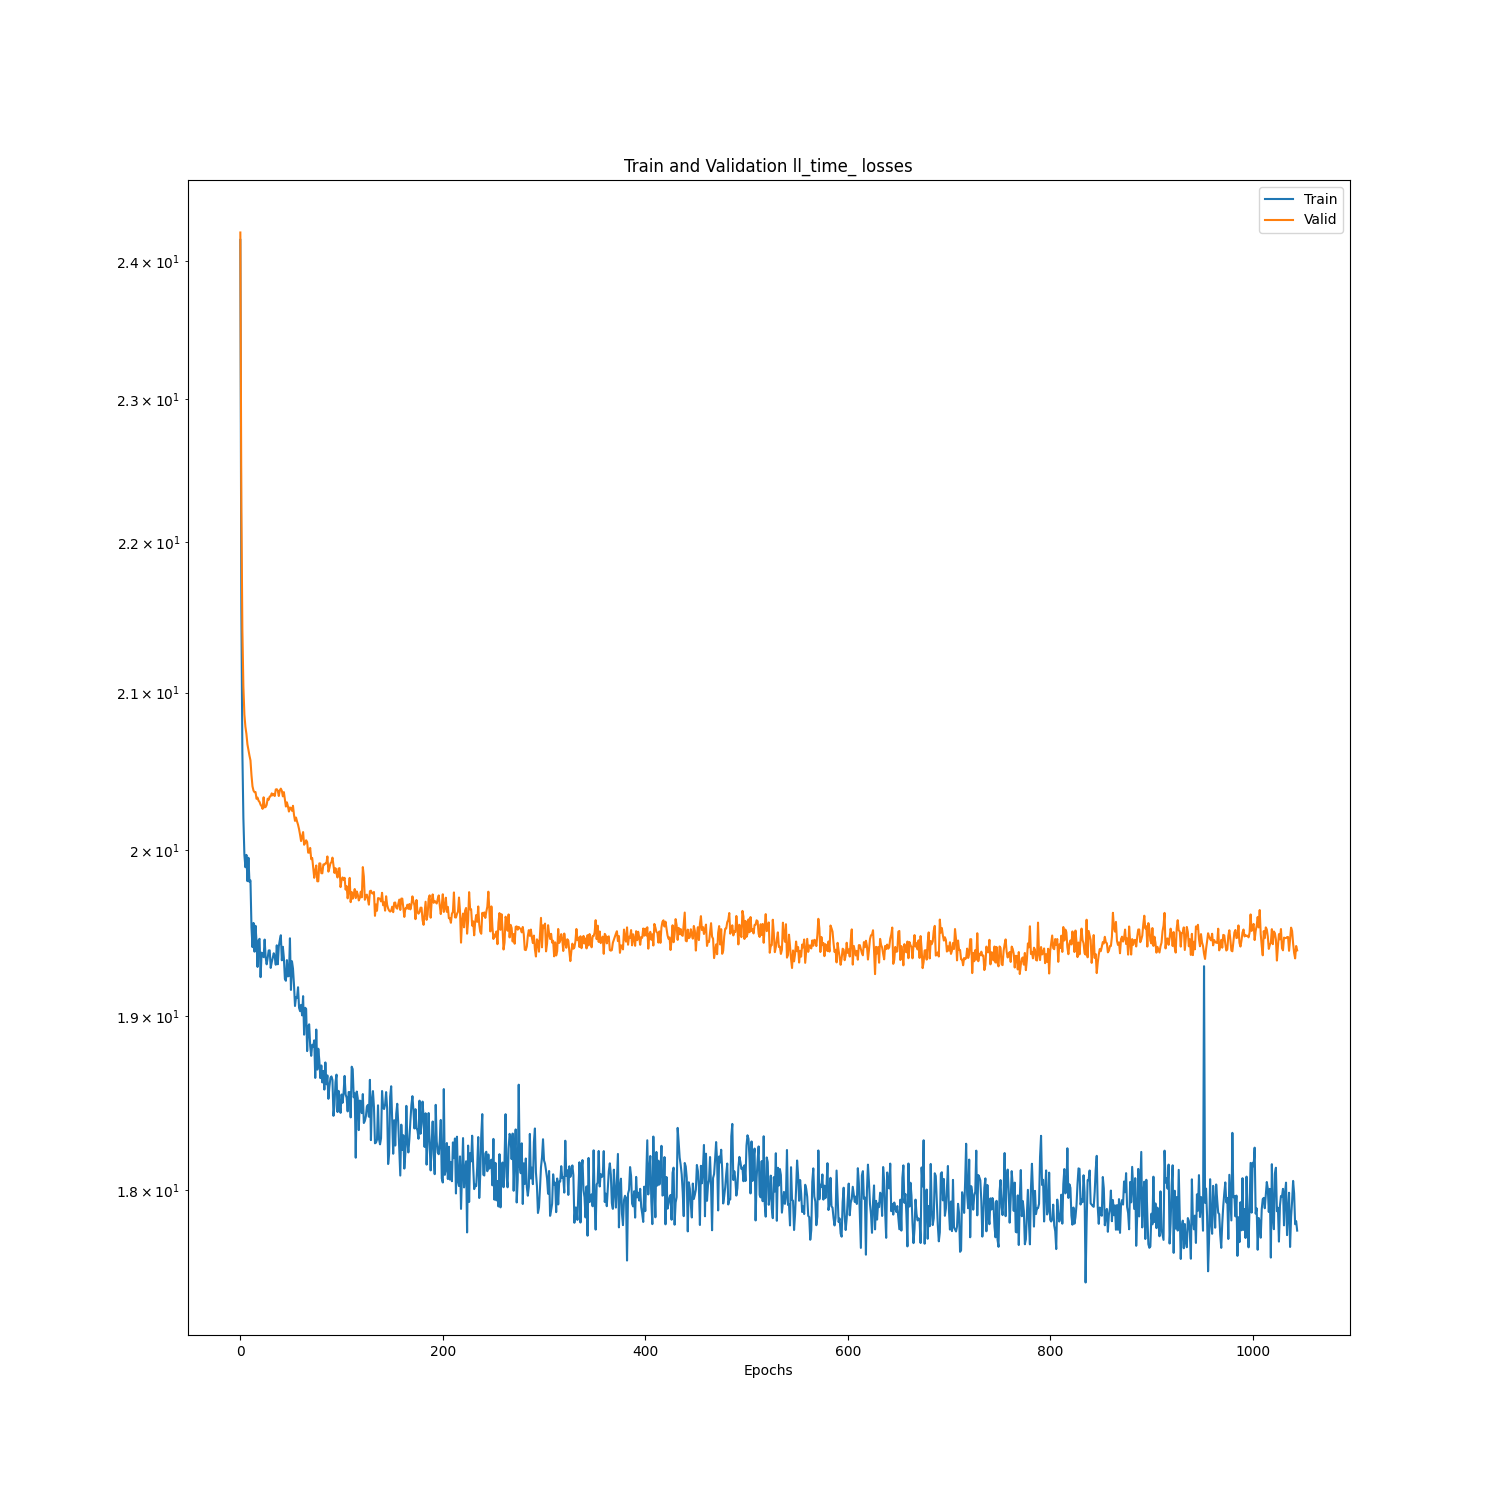 Train and Validation ll_time_ losses
Train
Valid
2.4 × 10¹
2.3 × 10¹
2.2 × 10¹
2.1 × 10¹
2 × 10¹
1.9 × 10¹
1.8 × 10¹
0 200 400 600 800 1000
Epochs